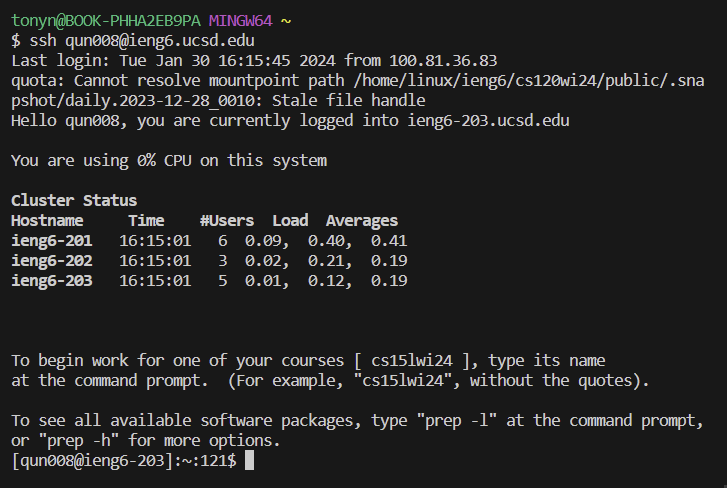 tonyn@BOOK-PHHA2EB9PA MINGW64 ~
$ ssh qun008@ieng6.ucsd.edu
Last login: Tue Jan 30 16:15:45 2024 from 100.81.36.83
quota: Cannot resolve mountpoint path /home/linux/ieng6/cs120wi24/public/.sna
pshot/daily.2023-12-28_0010: Stale file handle
Hello qun008, you are currently logged into ieng6-203.ucsd.edu
You are using 0% CPU on this system
Cluster Status
Hostname     Time    #Users  Load  Averages
ieng6-201   16:15:01   6  0.09,  0.40,  0.41
ieng6-202   16:15:01   3  0.02,  0.21,  0.19
ieng6-203   16:15:01   5  0.01,  0.12,  0.19
To begin work for one of your courses [ cs15lwi24 ], type its name
at the command prompt.  (For example, "cs15lwi24", without the quotes).
To see all available software packages, type "prep -l" at the command prompt,
or "prep -h" for more options.
[qun008@ieng6-203]:~:121$